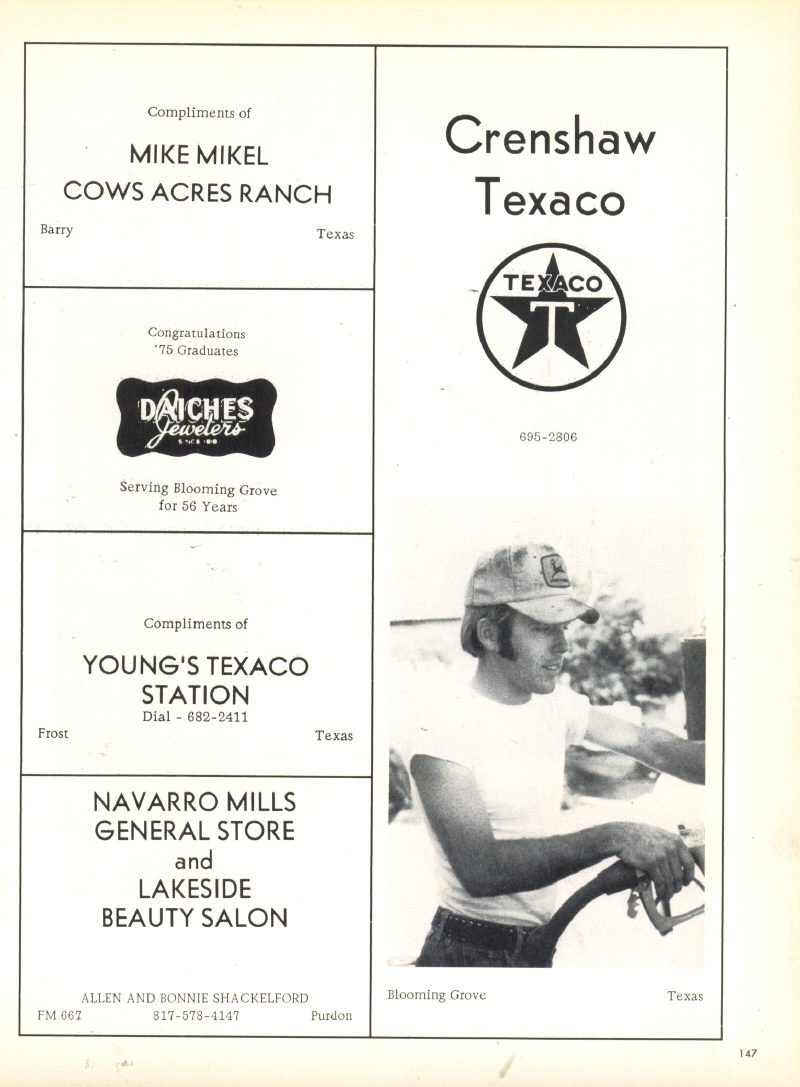 Compliments of
MIKE MIKEL
COWS ACRES RANCH
Barry Texas
Congratulations
'75 Graduates
DAICHES
Jewelers
Serving Blooming Grove
for 56 Years
Compliments of
YOUNG'S TEXACO
STATION
Dial - 682-2411
Frost Texas
NAVARRO MILLS
GENERAL STORE
and
LAKESIDE
BEAUTY SALON
ALLEN AND BONNIE SHACKELFORD
FM 667 817-578-4147 Purdon
Crenshaw
Texaco
TEXACO
T
695-2806
Blooming Grove Texas
147